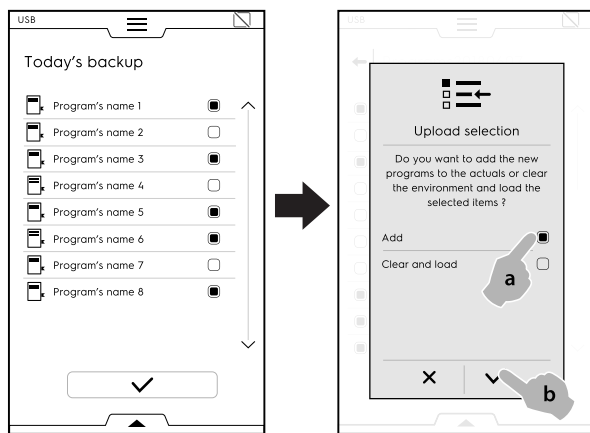 USB
Today's backup
Program's name 1
Program's name 2
Program's name 3
Program's name 4
Program's name 5
Program's name 6
Program's name 7
Program's name 8
USB
Upload selection
Do you want to add the new
programs to the actuals or clear
the environment and load the
selected items ?
Add
Clear and load
a
b